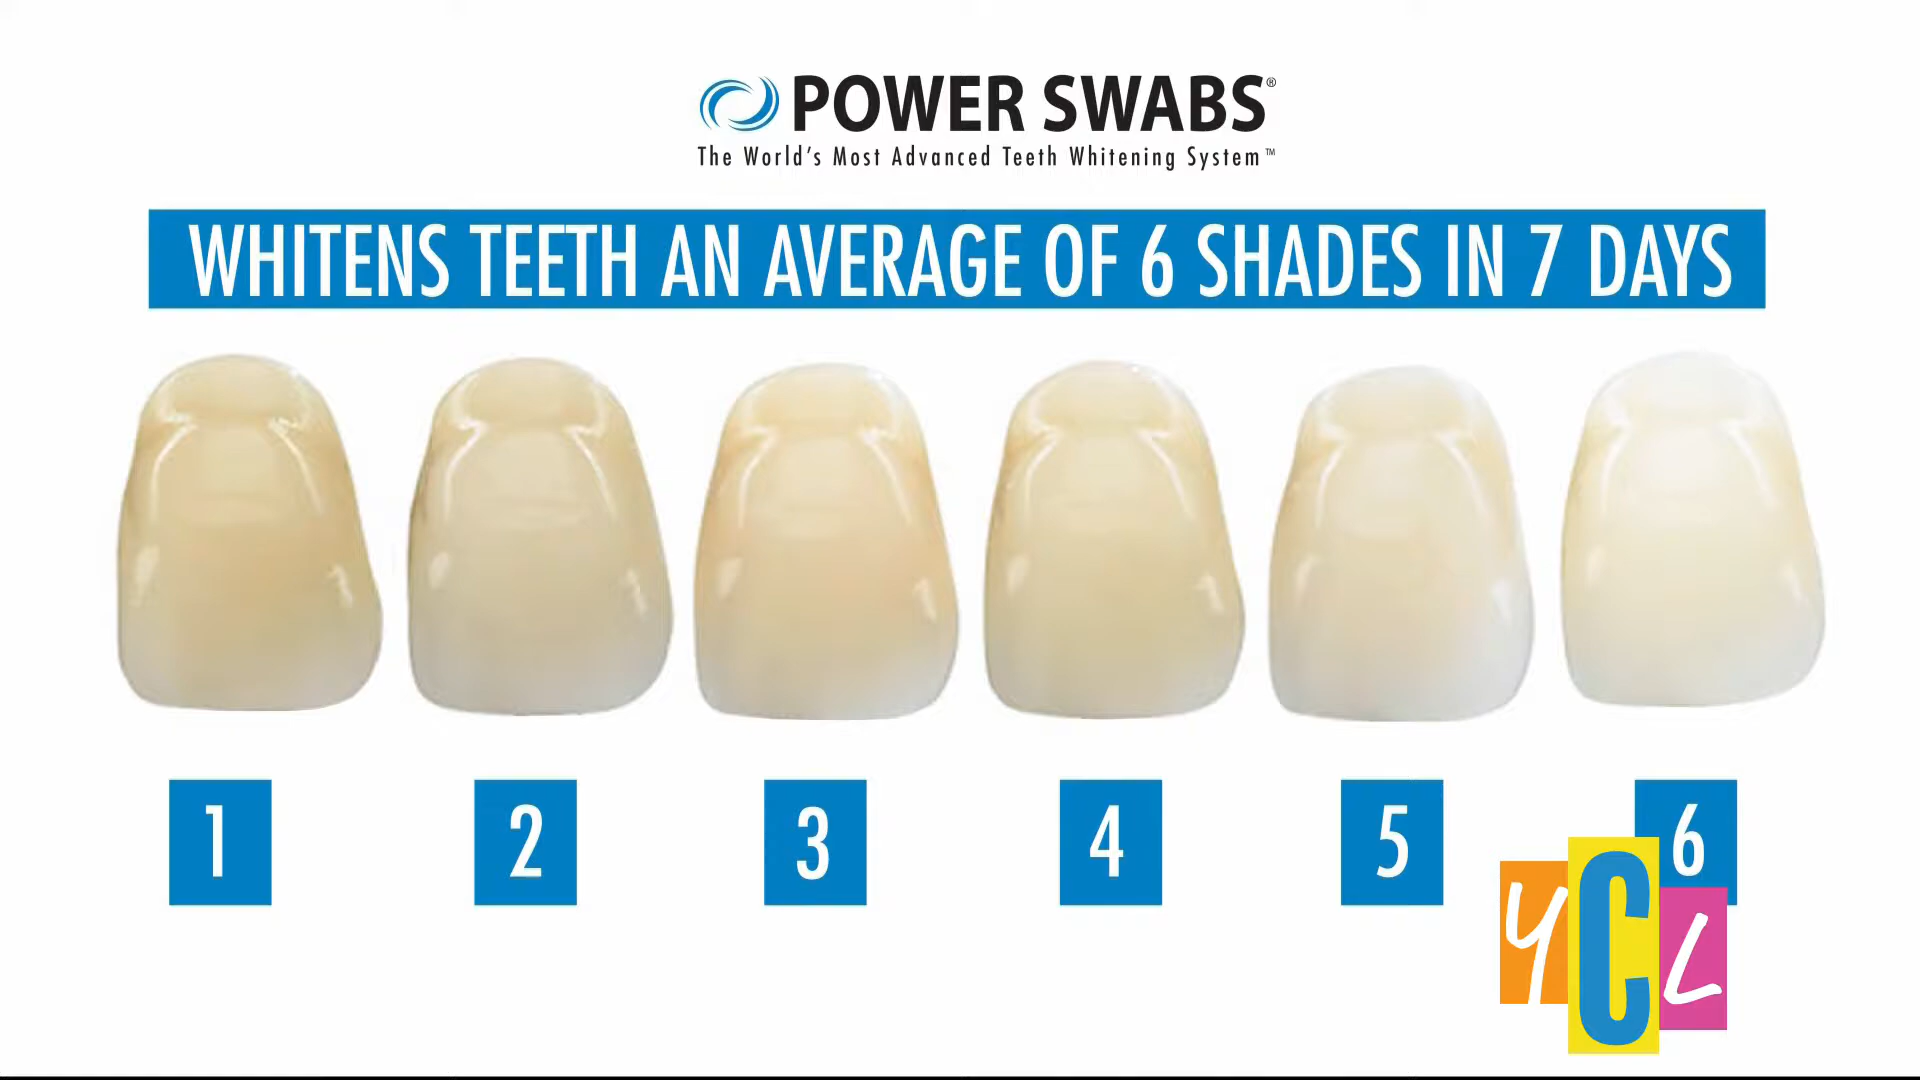 POWER SWABS®
The World's Most Advanced Teeth Whitening System™
WHITENS TEETH AN AVERAGE OF 6 SHADES IN 7 DAYS
1 2 3 4 5 6
YCL